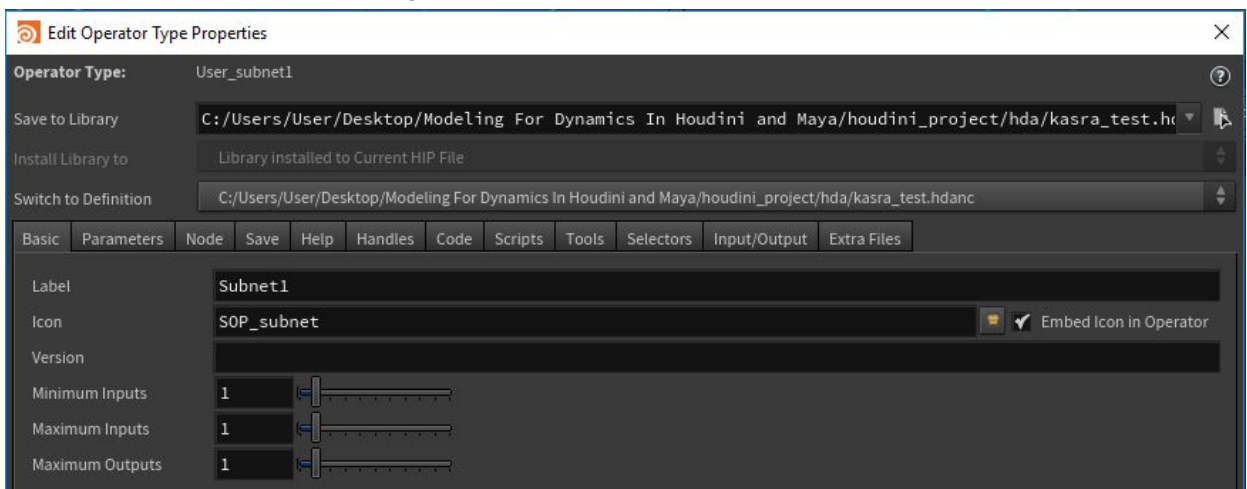 Edit Operator Type Properties
Operator Type: User_subnet1
Save to Library C:/Users/User/Desktop/Modeling For Dynamics In Houdini and Maya/houdini_project/hda/kasra_test.h
Install Library to Library installed to Current HIP File
Switch to Definition C:/Users/User/Desktop/Modeling For Dynamics In Houdini and Maya/houdini_project/hda/kasra_test.hdanc
Basic Parameters Node Save Help Handles Code Scripts Tools Selectors Input/Output Extra Files
Label Subnet1
Icon SOP_subnet Embed Icon in Operator
Version
Minimum Inputs 1
Maximum Inputs 1
Maximum Outputs 1